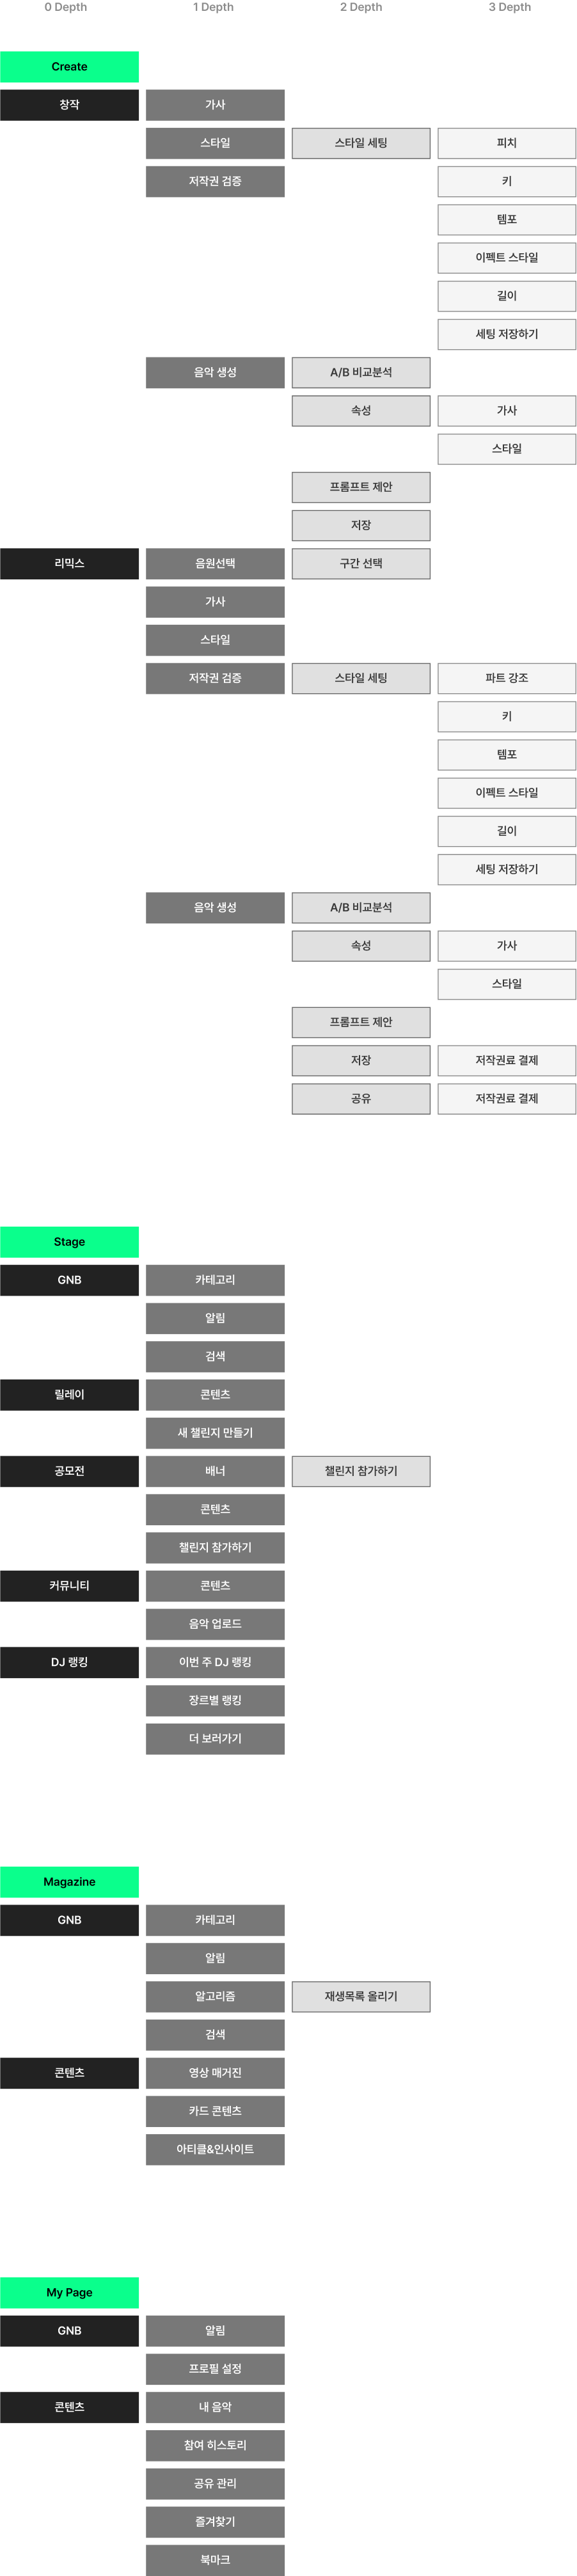 0 Depth 1 Depth 2 Depth 3 Depth
Create
창작 가사
스타일 스타일 세팅 피치
저작권 검증 키
템포
이펙트 스타일
길이
세팅 저장하기
음악 생성 A/B 비교분석
속성 가사
스타일
프롬프트 제안
저장
리믹스 음원선택 구간 선택
가사
스타일
저작권 검증 스타일 세팅 파트 강조
키
템포
이펙트 스타일
길이
세팅 저장하기
음악 생성 A/B 비교분석
속성 가사
스타일
프롬프트 제안
저장 저작권료 결제
공유 저작권료 결제
Stage
GNB 카테고리
알림
검색
릴레이 콘텐츠
새 챌린지 만들기
공모전 배너 챌린지 참가하기
콘텐츠
챌린지 참가하기
커뮤니티 콘텐츠
음악 업로드
DJ 랭킹 이번 주 DJ 랭킹
장르별 랭킹
더 보러가기
Magazine
GNB 카테고리
알림
알고리즘 재생목록 올리기
검색
콘텐츠 영상 매거진
카드 콘텐츠
아티클&인사이트
My Page
GNB 알림
프로필 설정
콘텐츠 내 음악
참여 히스토리
공유 관리
즐겨찾기
북마크